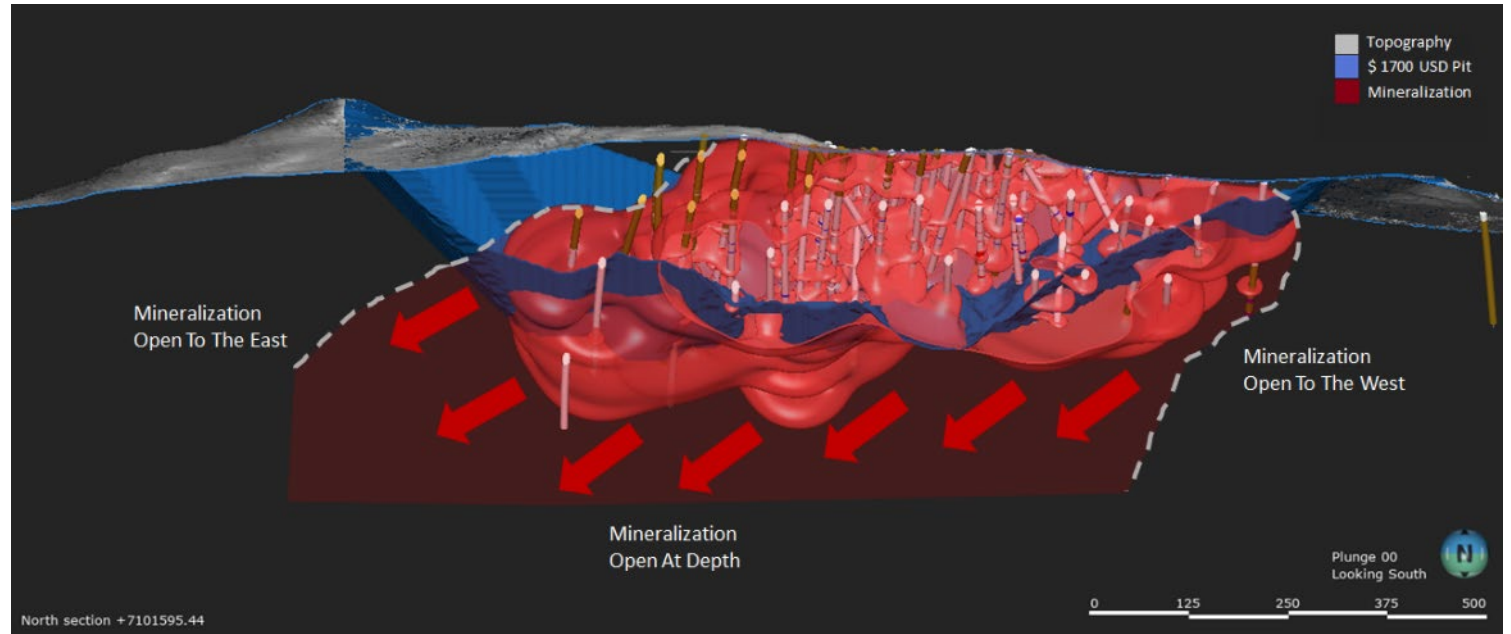 Topography
$ 1700 USD Pit
Mineralization
Mineralization
Open To The East
Mineralization
Open To The West
Mineralization
Open At Depth
Plunge 00
Looking South
N
0 125 250 375 500
North section +7101595.44